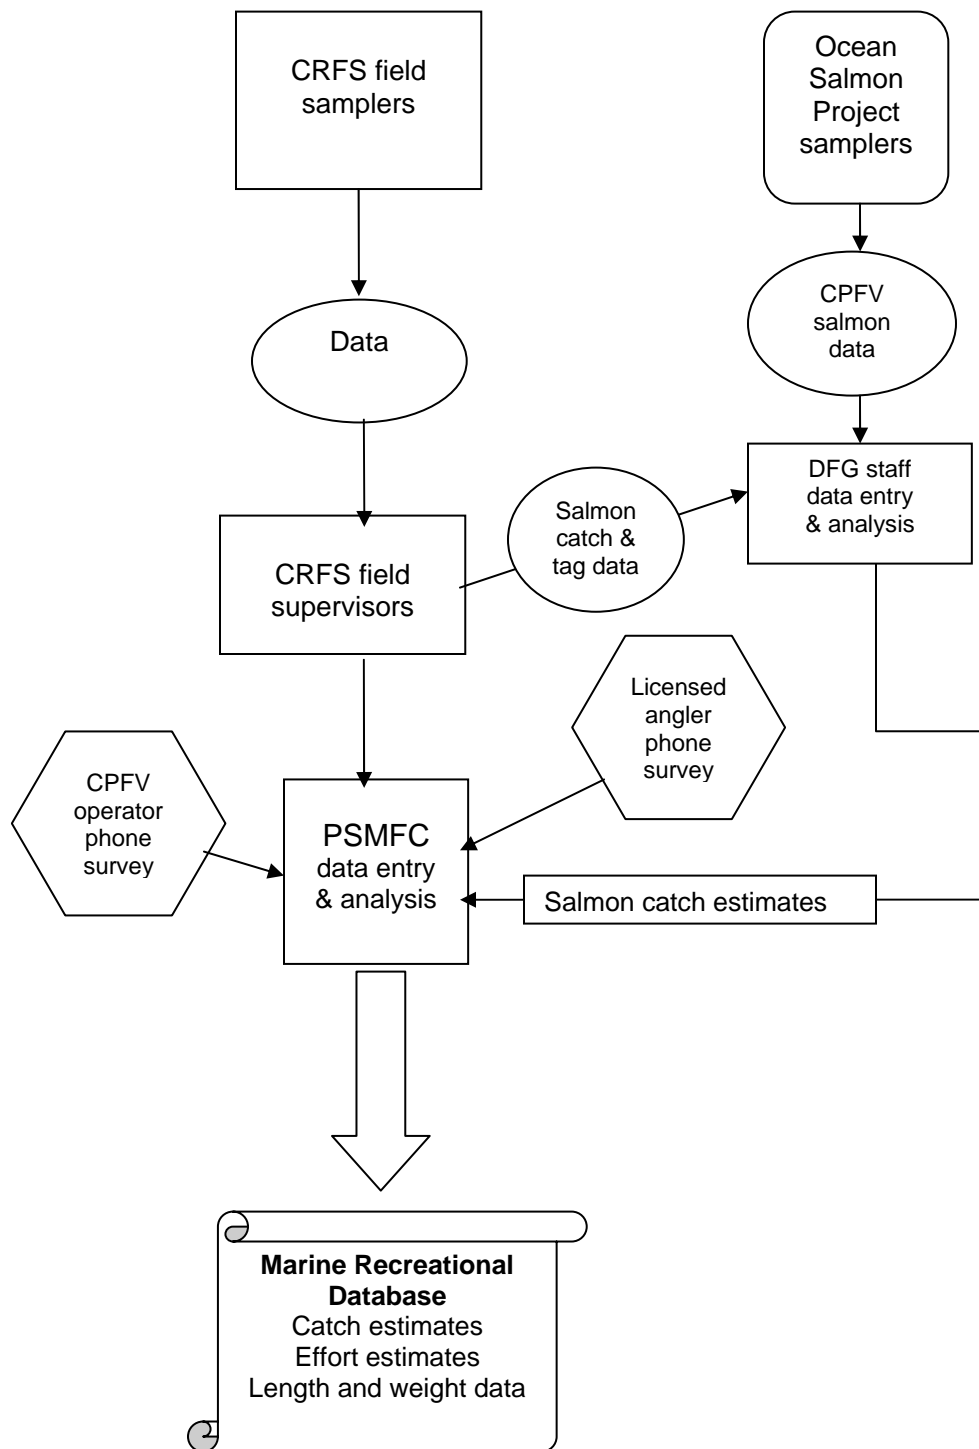 CRFS field
samplers
Ocean
Salmon
Project
samplers
Data
CPFV
salmon
data
DFG staff
data entry
& analysis
Salmon
catch &
tag data
CRFS field
supervisors
Licensed
angler
phone
survey
CPFV
operator
phone
survey
PSMFC
data entry
& analysis
Salmon catch estimates
Marine Recreational
Database
Catch estimates
Effort estimates
Length and weight data